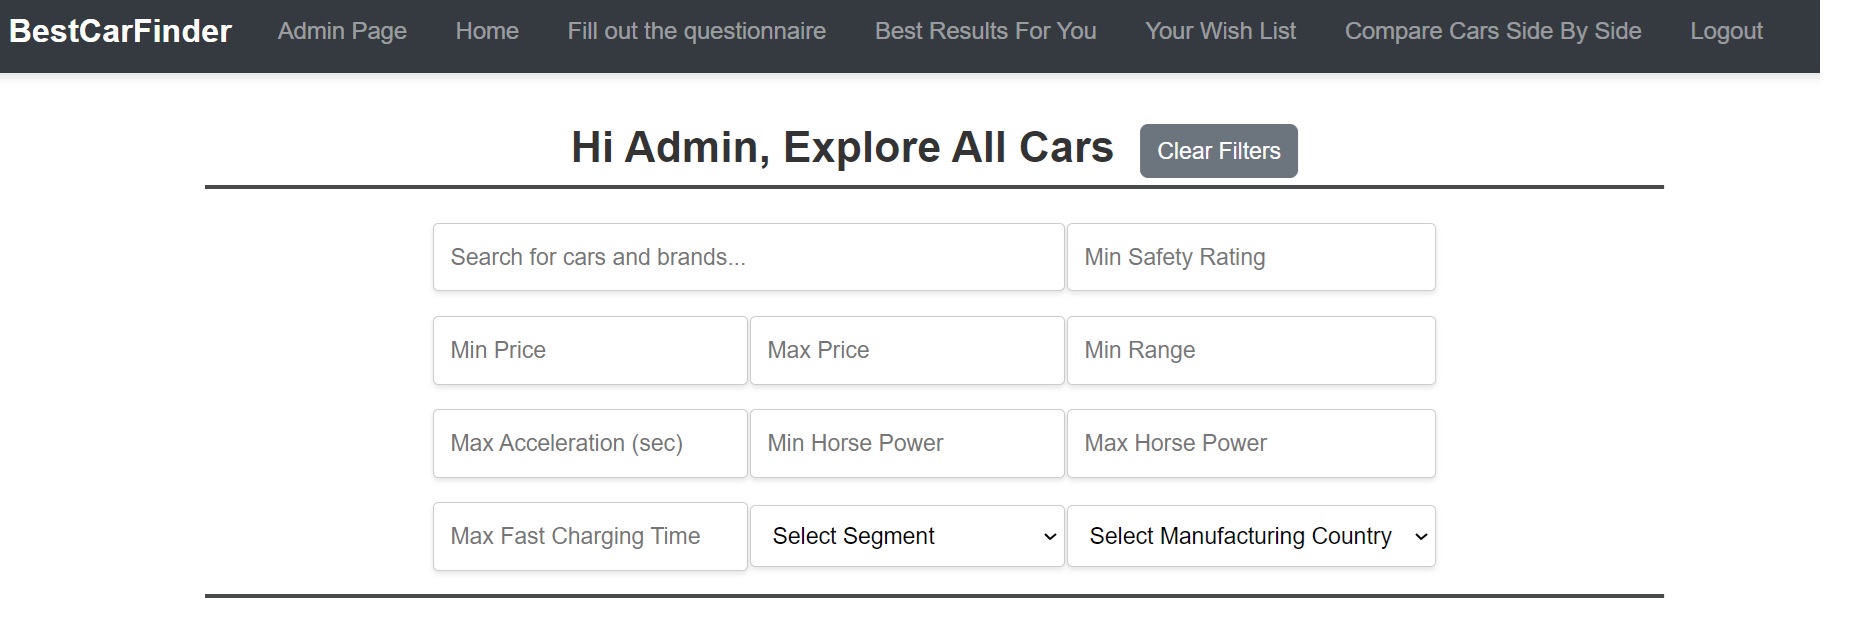 BestCarFinder Admin Page Home Fill out the questionnaire Best Results For You Your Wish List Compare Cars Side By Side Logout
Hi Admin, Explore All Cars Clear Filters
Search for cars and brands... Min Safety Rating
Min Price Max Price Min Range
Max Acceleration (sec) Min Horse Power Max Horse Power
Max Fast Charging Time Select Segment Select Manufacturing Country